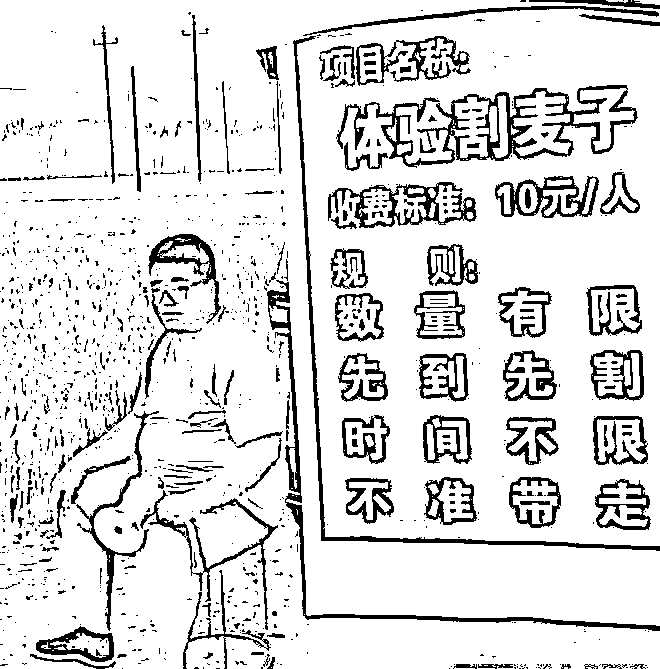 项目名称:
体验割麦子
收费标准: 10元/人
规 则:
数量有限
先到先割
时间不限
不准带走